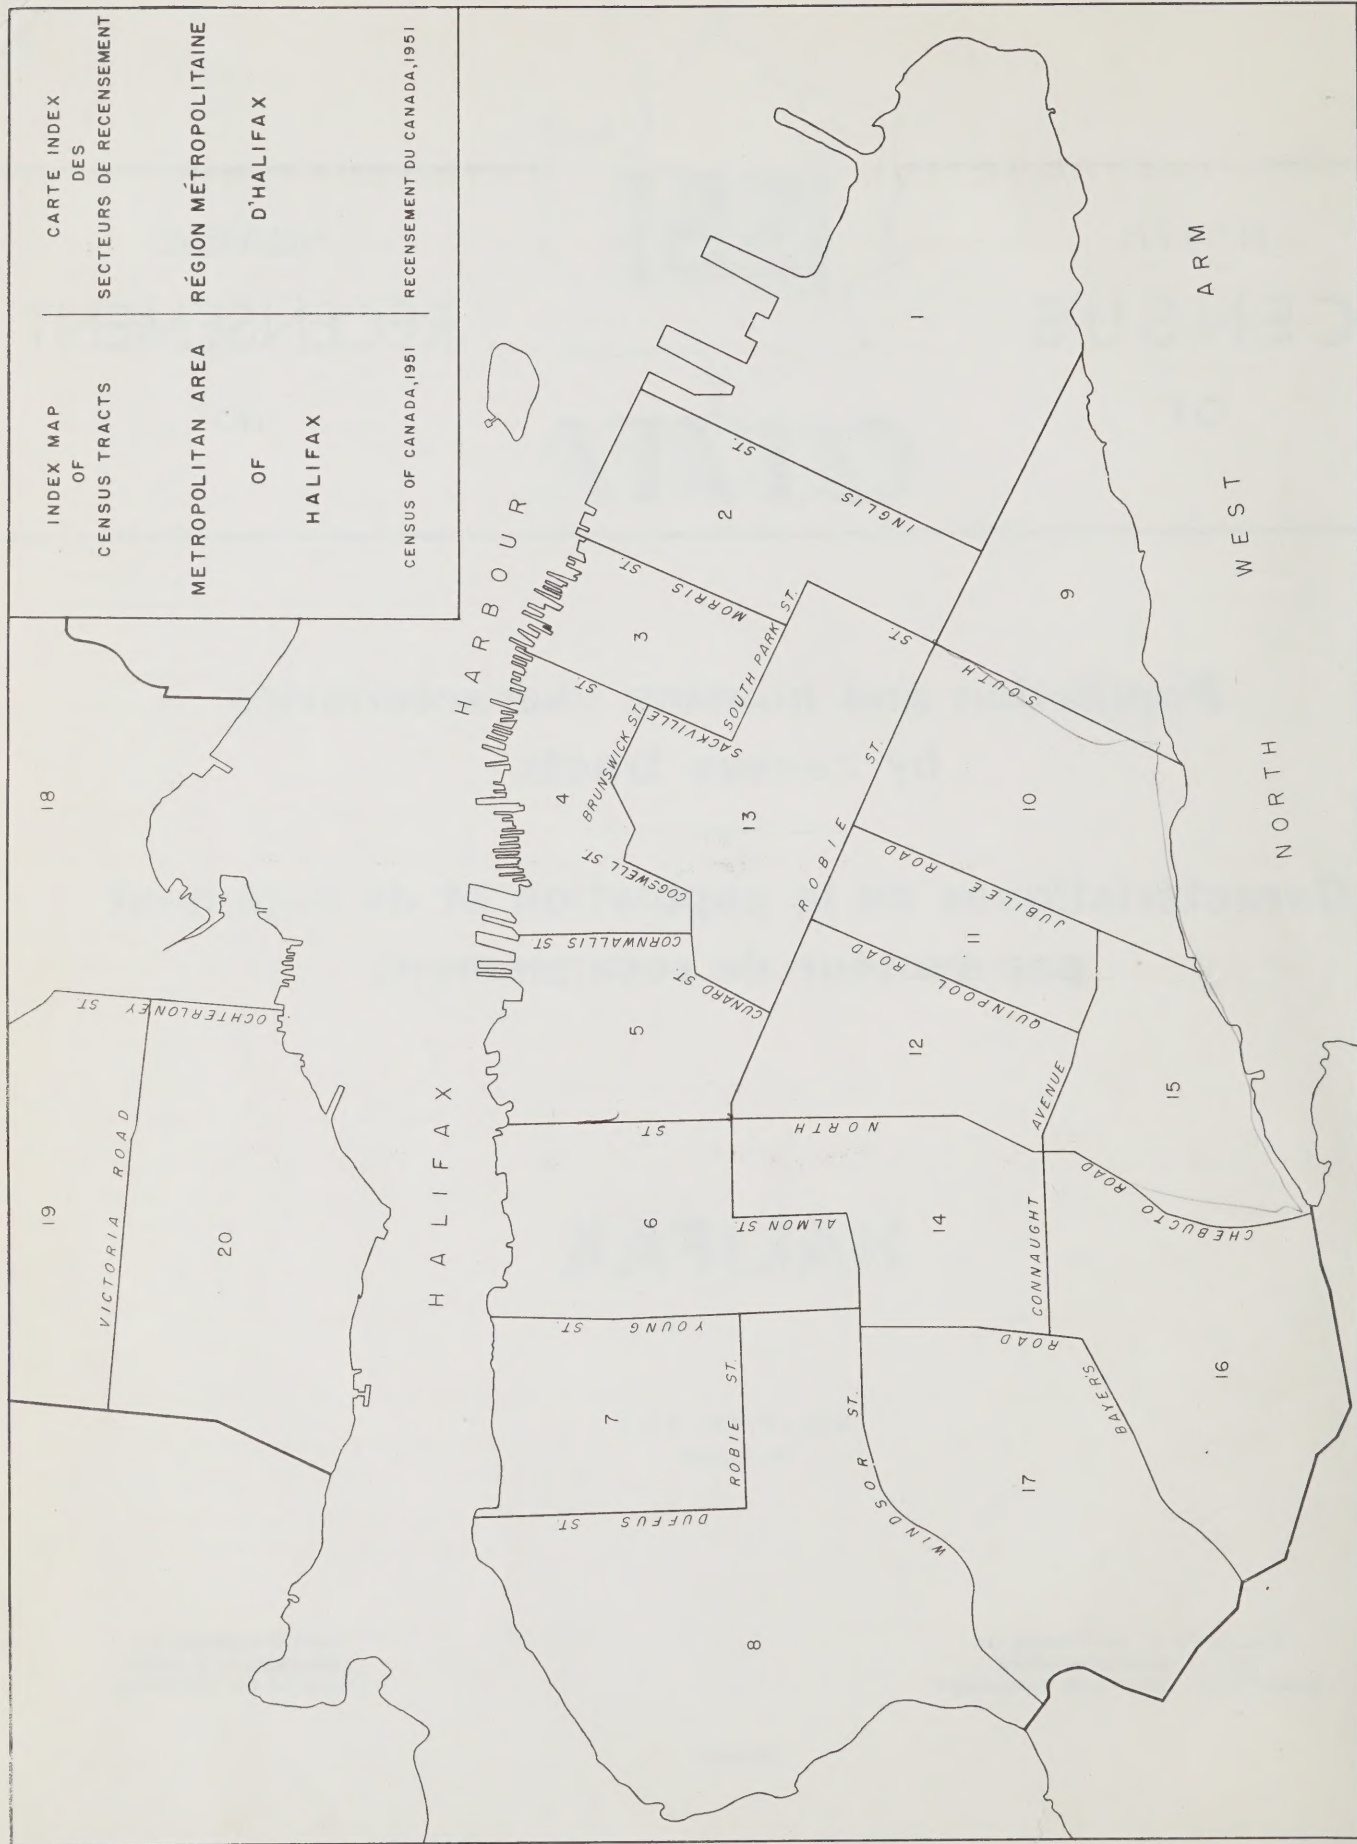 INDEX MAP
OF
CENSUS TRACTS
METROPOLITAN AREA
OF
HALIFAX
CENSUS OF CANADA,1951
CARTE INDEX
DES
SECTEURS DE RECENSEMENT
RÉGION MÉTROPOLITAINE
D'HALIFAX
RECENSEMENT DU CANADA,1951
18
19
VICTORIA ROAD
OCHTERLONEY ST.
20
HALIFAX HARBOUR
1
2
INGLIS ST.
3
MORRIS ST.
SOUTH PARK ST.
SACKVILLE ST.
4
BRUNSWICK ST.
COGSWELL ST.
13
CORNWALLIS ST.
CUNARD ST.
5
ROBIE ST.
SOUTH ST.
9
10
JUBILEE ROAD
11
QUINPOOL ROAD
12
NORTH ST.
CONNAUGHT AVENUE
15
CHEBUCTO ROAD
6
ALMON ST.
14
YOUNG ST.
7
ROBIE ST.
DUFFUS ST.
WINDSOR ST.
8
17
BAYER'S ROAD
16
NORTH WEST ARM